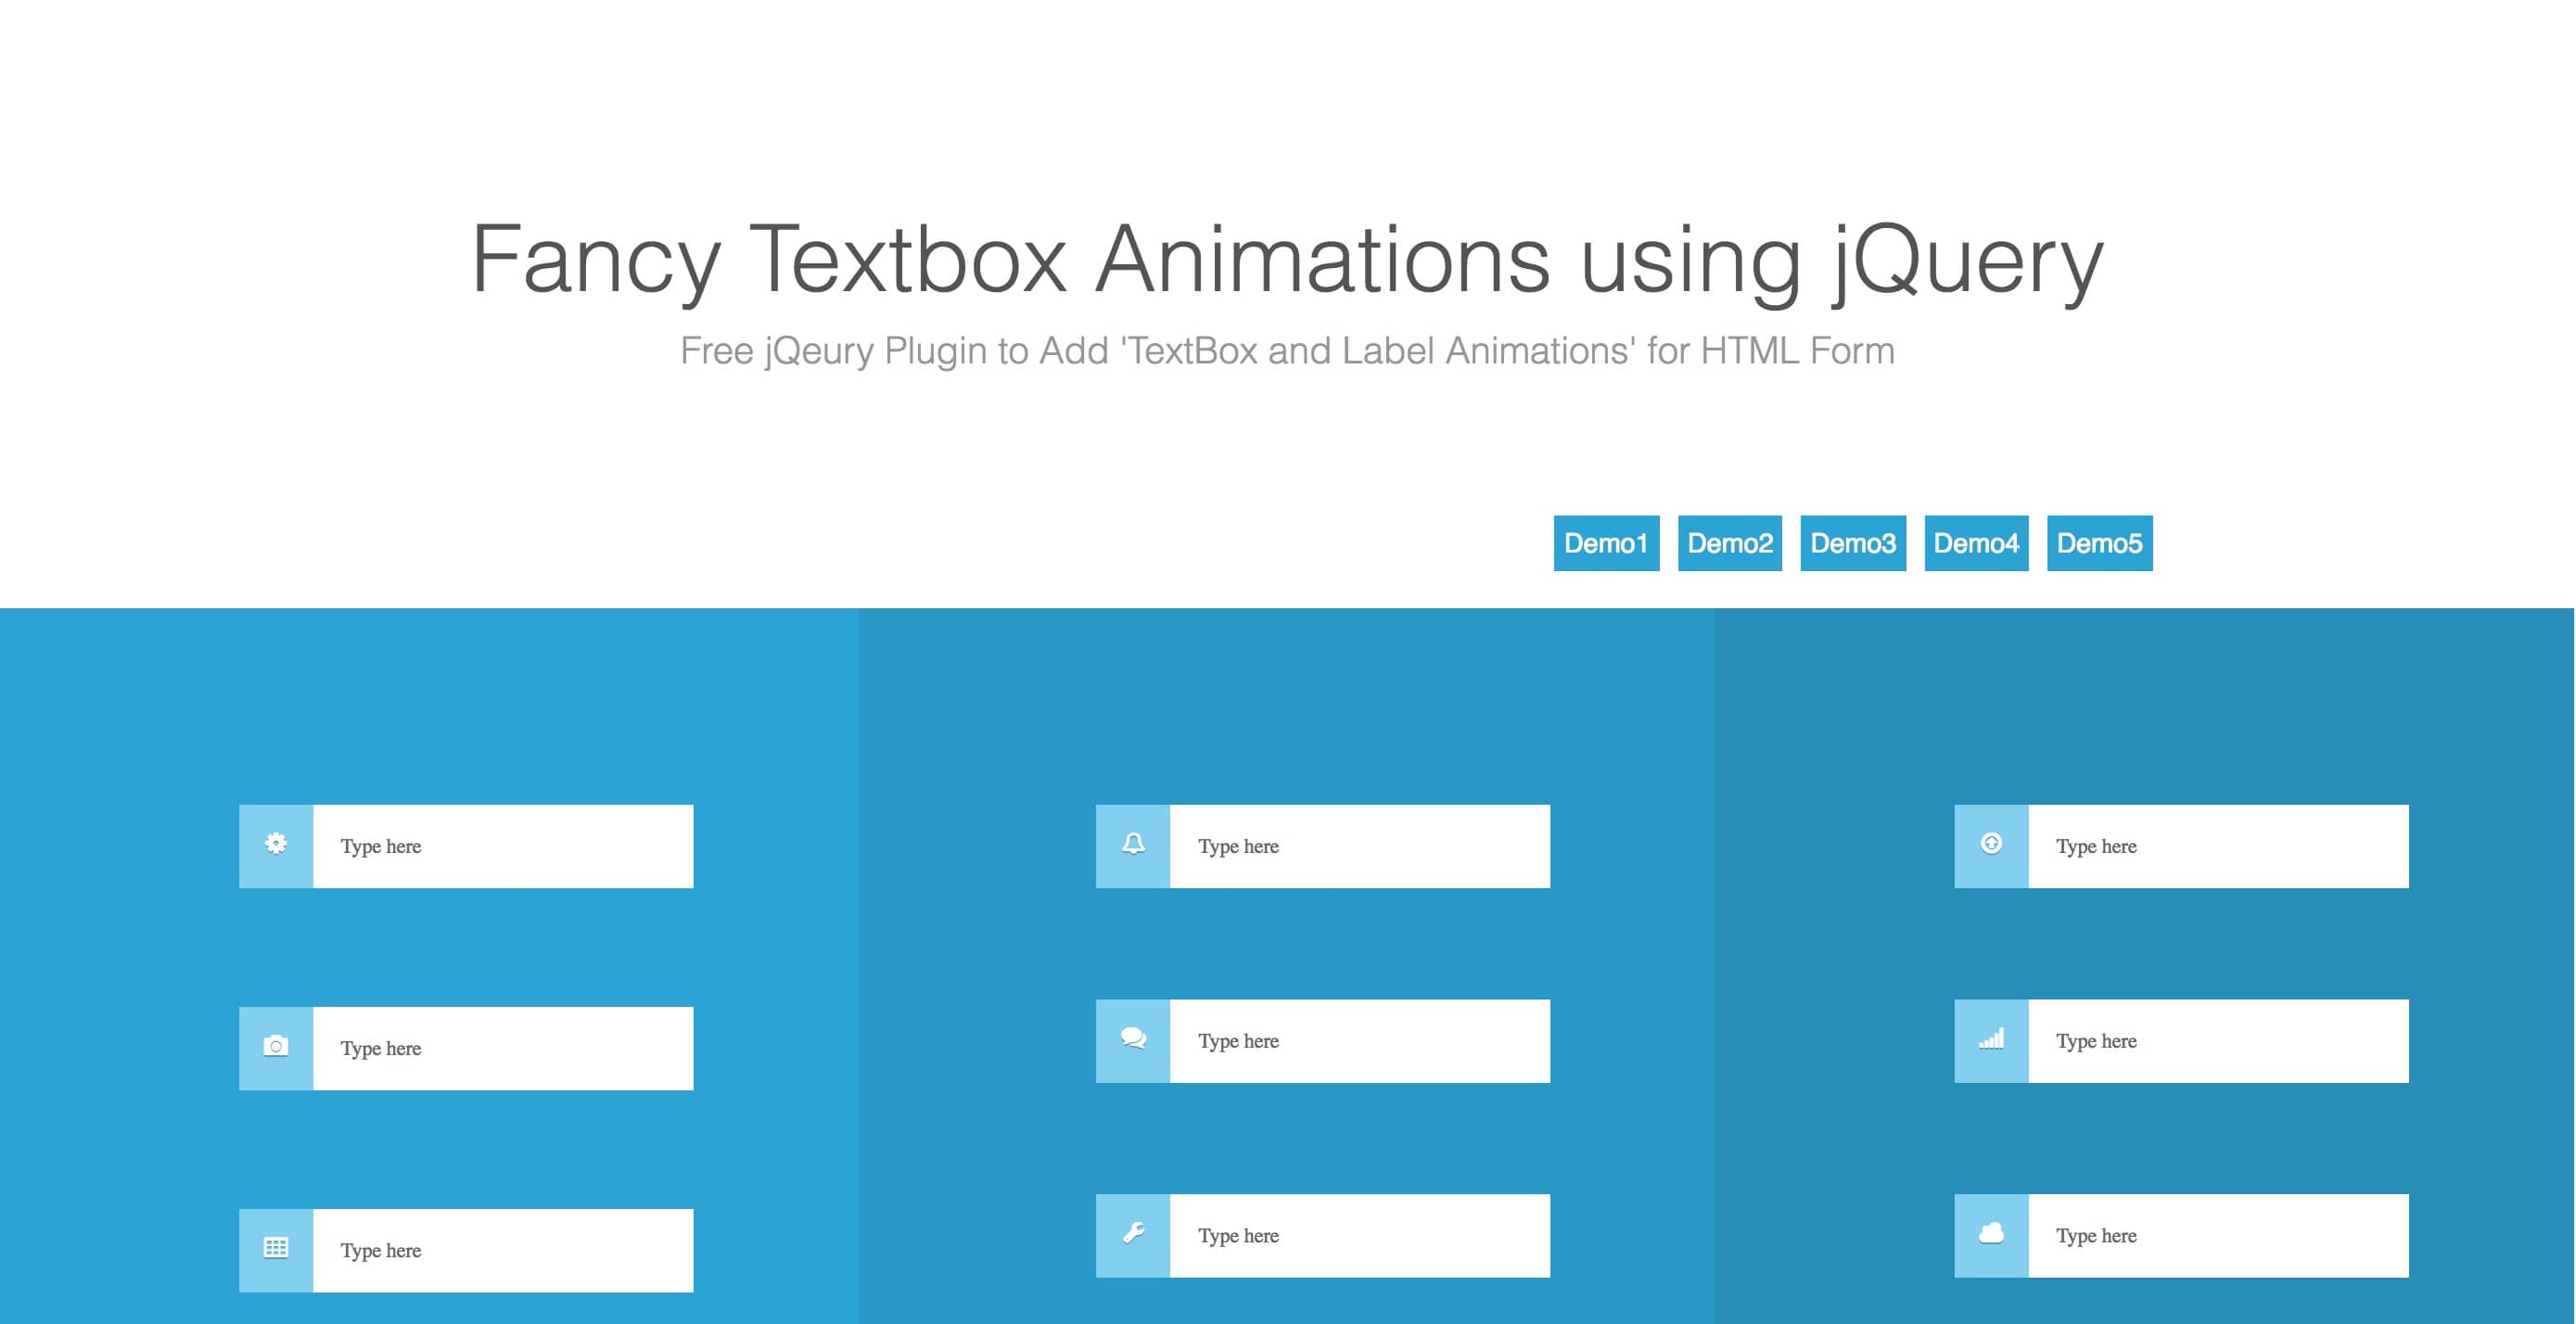 Fancy Textbox Animations using jQuery
Free jQeury Plugin to Add 'TextBox and Label Animations' for HTML Form
Demo1 Demo2 Demo3 Demo4 Demo5
Type here Type here Type here
Type here Type here Type here
Type here Type here Type here